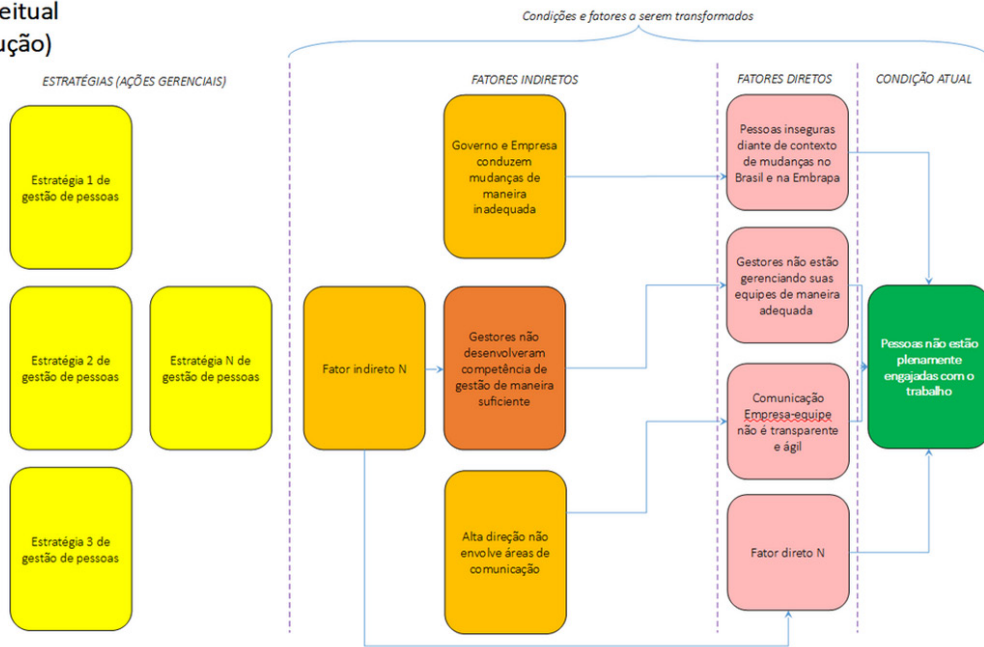 eitual
ução)
Condições e fatores a serem transformados
ESTRATÉGIAS (AÇÕES GERENCIAIS)
FATORES INDIRETOS
FATORES DIRETOS
CONDIÇÃO ATUAL
Estratégia 1 de
gestão de pessoas
Estratégia 2 de
gestão de pessoas
Estratégia N de
gestão de pessoas
Estratégia 3 de
gestão de pessoas
Governo e Empresa
conduzem
mudanças de
maneira
inadequada
Fator indireto N
Gestores não
desenvolveram
competência de
gestão de maneira
suficiente
Alta direção não
envolve áreas de
comunicação
Pessoas inseguras
diante de contexto
de mudanças no
Brasil e na Embrapa
Gestores não estão
gerenciando suas
equipes de maneira
adequada
Comunicação
Empresa-equipe
não é transparente
e ágil
Fator direto N
Pessoas não estão
plenamente
engajadas com o
trabalho